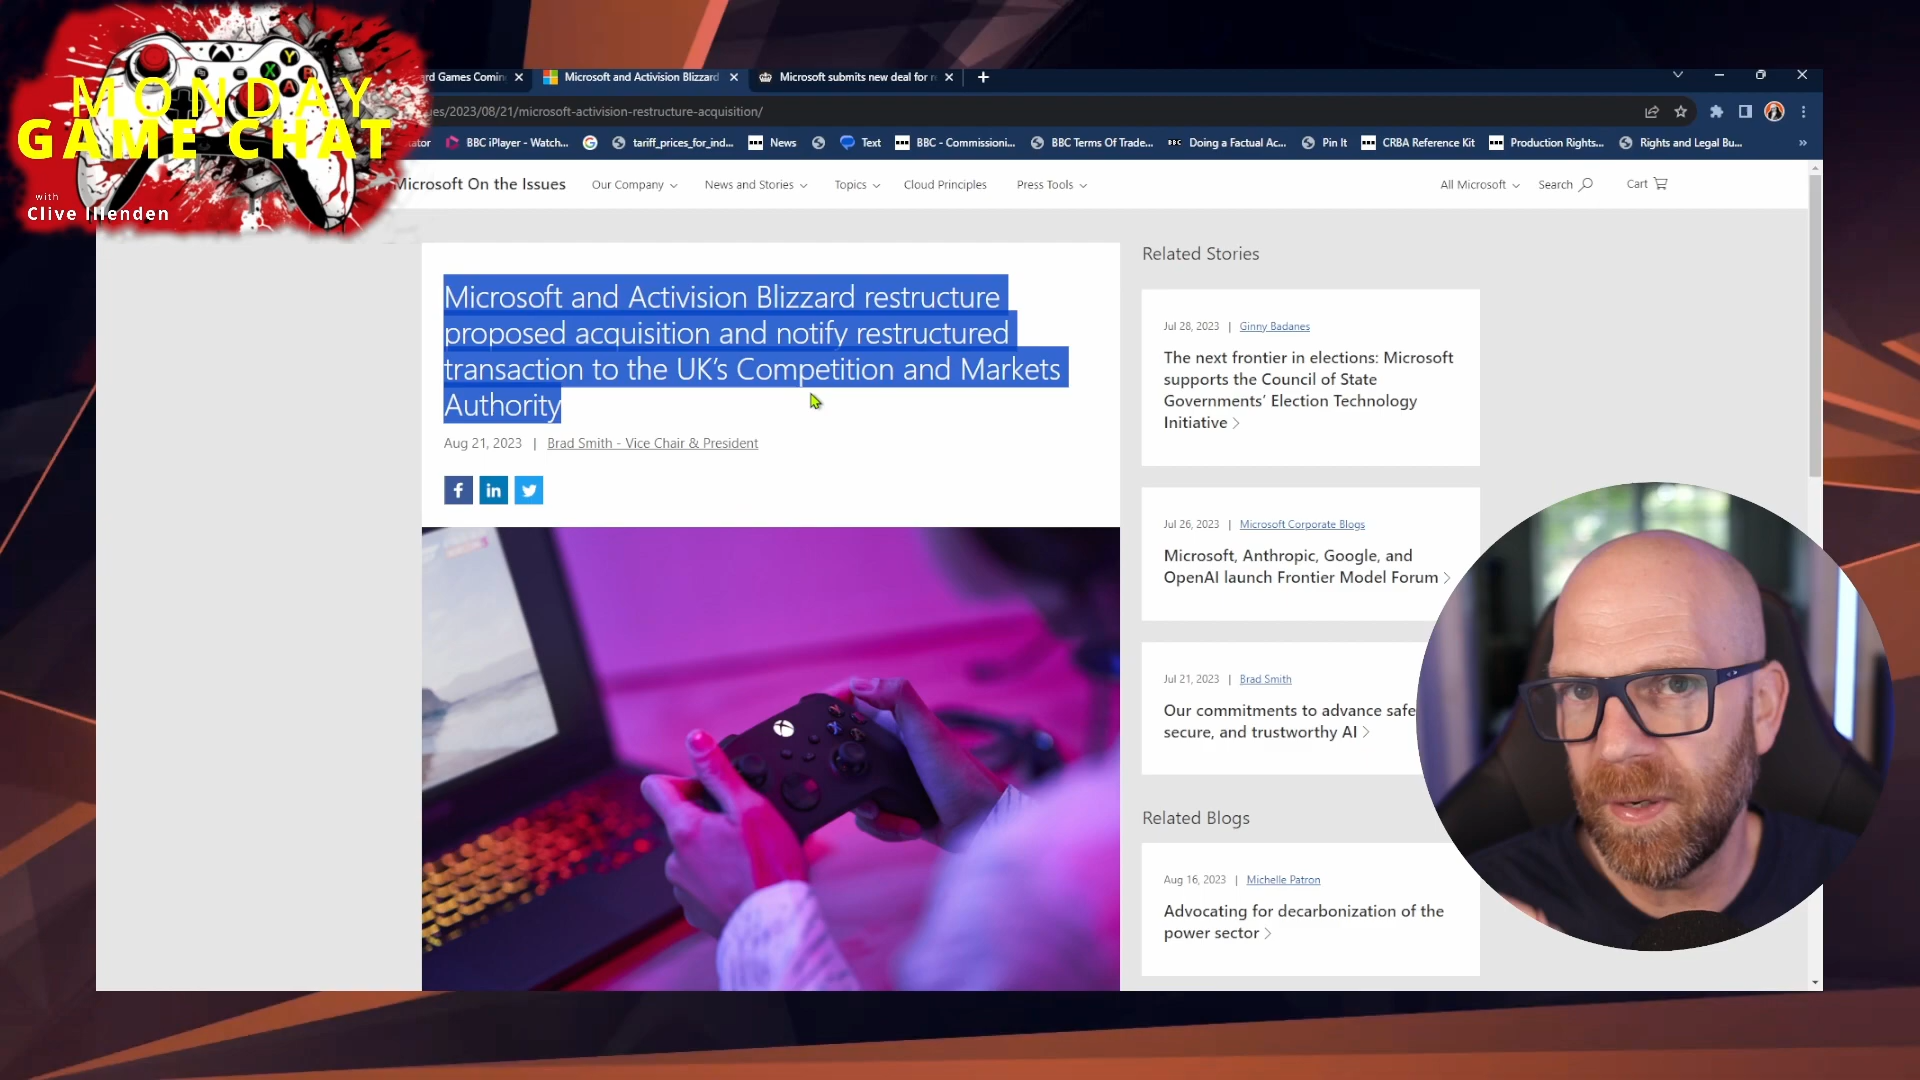 MONDAY
GAME CHAT
with
Clive Illenden
rd Games Comin
Microsoft and Activision Blizzard
Microsoft submits new deal for r
es/2023/08/21/microsoft-activision-restructure-acquisition/
ator
BBC iPlayer - Watch...
tariff_prices_for_ind...
News
Text
BBC - Commissioni...
BBC Terms Of Trade...
Doing a Factual Ac...
Pin It
CRBA Reference Kit
Production Rights...
Rights and Legal Bu...
»
Microsoft On the Issues
Our Company
News and Stories
Topics
Cloud Principles
Press Tools
All Microsoft
Search
Cart
Microsoft and Activision Blizzard restructure
proposed acquisition and notify restructured
transaction to the UK’s Competition and Markets
Authority
Aug 21, 2023 | Brad Smith - Vice Chair & President
Related Stories
Jul 28, 2023 | Ginny Badanes
The next frontier in elections: Microsoft
supports the Council of State
Governments’ Election Technology
Initiative
Jul 26, 2023 | Microsoft Corporate Blogs
Microsoft, Anthropic, Google, and
OpenAI launch Frontier Model Forum
Jul 21, 2023 | Brad Smith
Our commitments to advance safe
secure, and trustworthy AI
Related Blogs
Aug 16, 2023 | Michelle Patron
Advocating for decarbonization of the
power sector